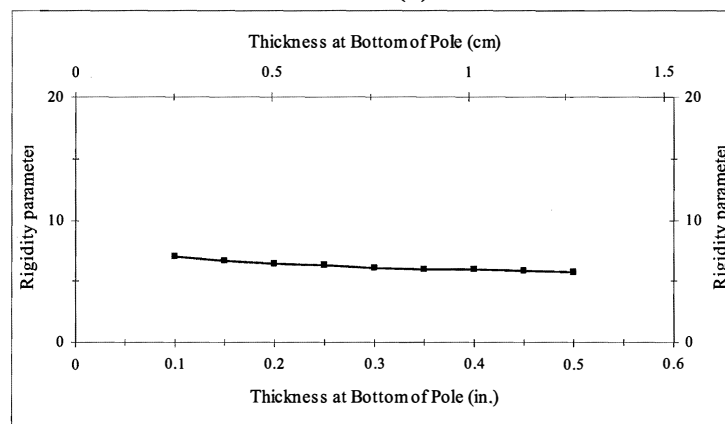 Thickness at Bottom of Pole (cm)
0 0.5 1 1.5
20 20
10 10
0 0
Rigidity parameter
Rigidity parameter
0 0.1 0.2 0.3 0.4 0.5 0.6
Thickness at Bottom of Pole (in.)